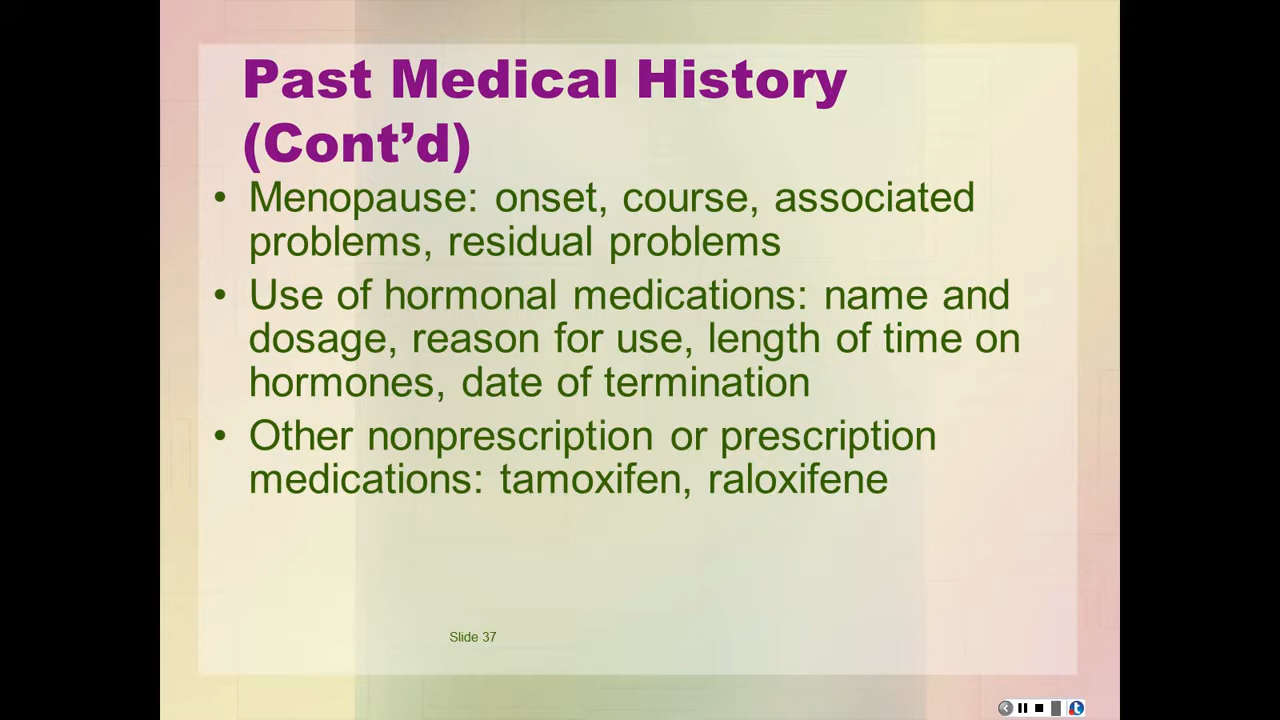 Past Medical History
(Cont’d)
• Menopause: onset, course, associated
problems, residual problems
• Use of hormonal medications: name and
dosage, reason for use, length of time on
hormones, date of termination
• Other nonprescription or prescription
medications: tamoxifen, raloxifene
Slide 37